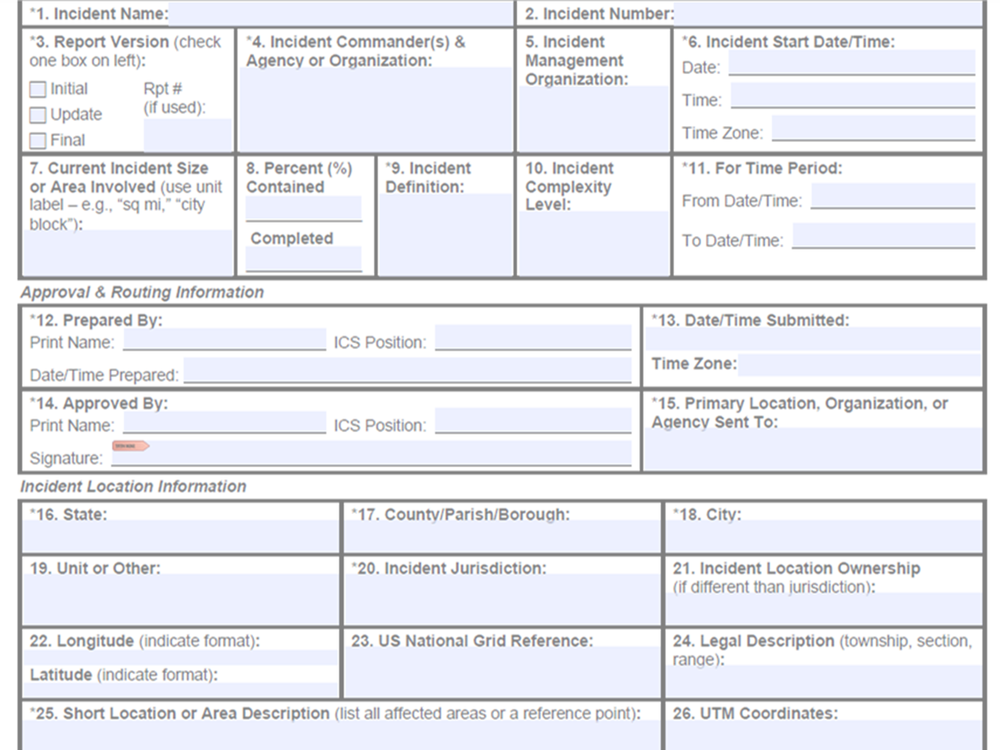 *1. Incident Name:
2. Incident Number:
*3. Report Version (check
one box on left):
Initial
Update
Final
Rpt #
(if used):
*4. Incident Commander(s) &
Agency or Organization:
5. Incident
Management
Organization:
*6. Incident Start Date/Time:
Date:
Time:
Time Zone:
7. Current Incident Size
or Area Involved (use unit
label – e.g., “sq mi,” “city
block”):
8. Percent (%)
Contained
Completed
*9. Incident
Definition:
10. Incident
Complexity
Level:
*11. For Time Period:
From Date/Time:
To Date/Time:
Approval & Routing Information
*12. Prepared By:
Print Name: ICS Position:
Date/Time Prepared:
*13. Date/Time Submitted:
Time Zone:
*14. Approved By:
Print Name: ICS Position:
Signature:
*15. Primary Location, Organization, or
Agency Sent To:
Incident Location Information
*16. State:
*17. County/Parish/Borough:
*18. City:
19. Unit or Other:
*20. Incident Jurisdiction:
21. Incident Location Ownership
(if different than jurisdiction):
22. Longitude (indicate format):
Latitude (indicate format):
23. US National Grid Reference:
24. Legal Description (township, section,
range):
*25. Short Location or Area Description (list all affected areas or a reference point):
26. UTM Coordinates: